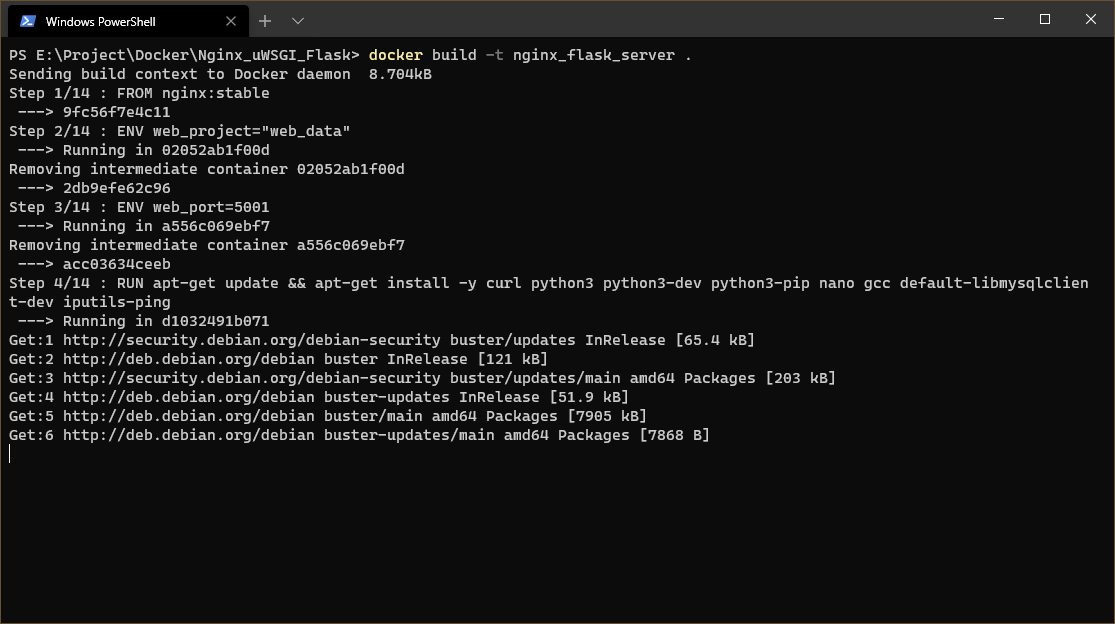 Windows PowerShell
PS E:\Project\Docker\Nginx_uWSGI_Flask> docker build -t nginx_flask_server .
Sending build context to Docker daemon  8.704kB
Step 1/14 : FROM nginx:stable
 ---> 9fc56f7e4c11
Step 2/14 : ENV web_project="web_data"
 ---> Running in 02052ab1f00d
Removing intermediate container 02052ab1f00d
 ---> 2db9efe62c96
Step 3/14 : ENV web_port=5001
 ---> Running in a556c069ebf7
Removing intermediate container a556c069ebf7
 ---> acc03634ceeb
Step 4/14 : RUN apt-get update && apt-get install -y curl python3 python3-dev python3-pip nano gcc default-libmysqlclien
t-dev iputils-ping
 ---> Running in d1032491b071
Get:1 http://security.debian.org/debian-security buster/updates InRelease [65.4 kB]
Get:2 http://deb.debian.org/debian buster InRelease [121 kB]
Get:3 http://security.debian.org/debian-security buster/updates/main amd64 Packages [203 kB]
Get:4 http://deb.debian.org/debian buster-updates InRelease [51.9 kB]
Get:5 http://deb.debian.org/debian buster/main amd64 Packages [7905 kB]
Get:6 http://deb.debian.org/debian buster-updates/main amd64 Packages [7868 B]